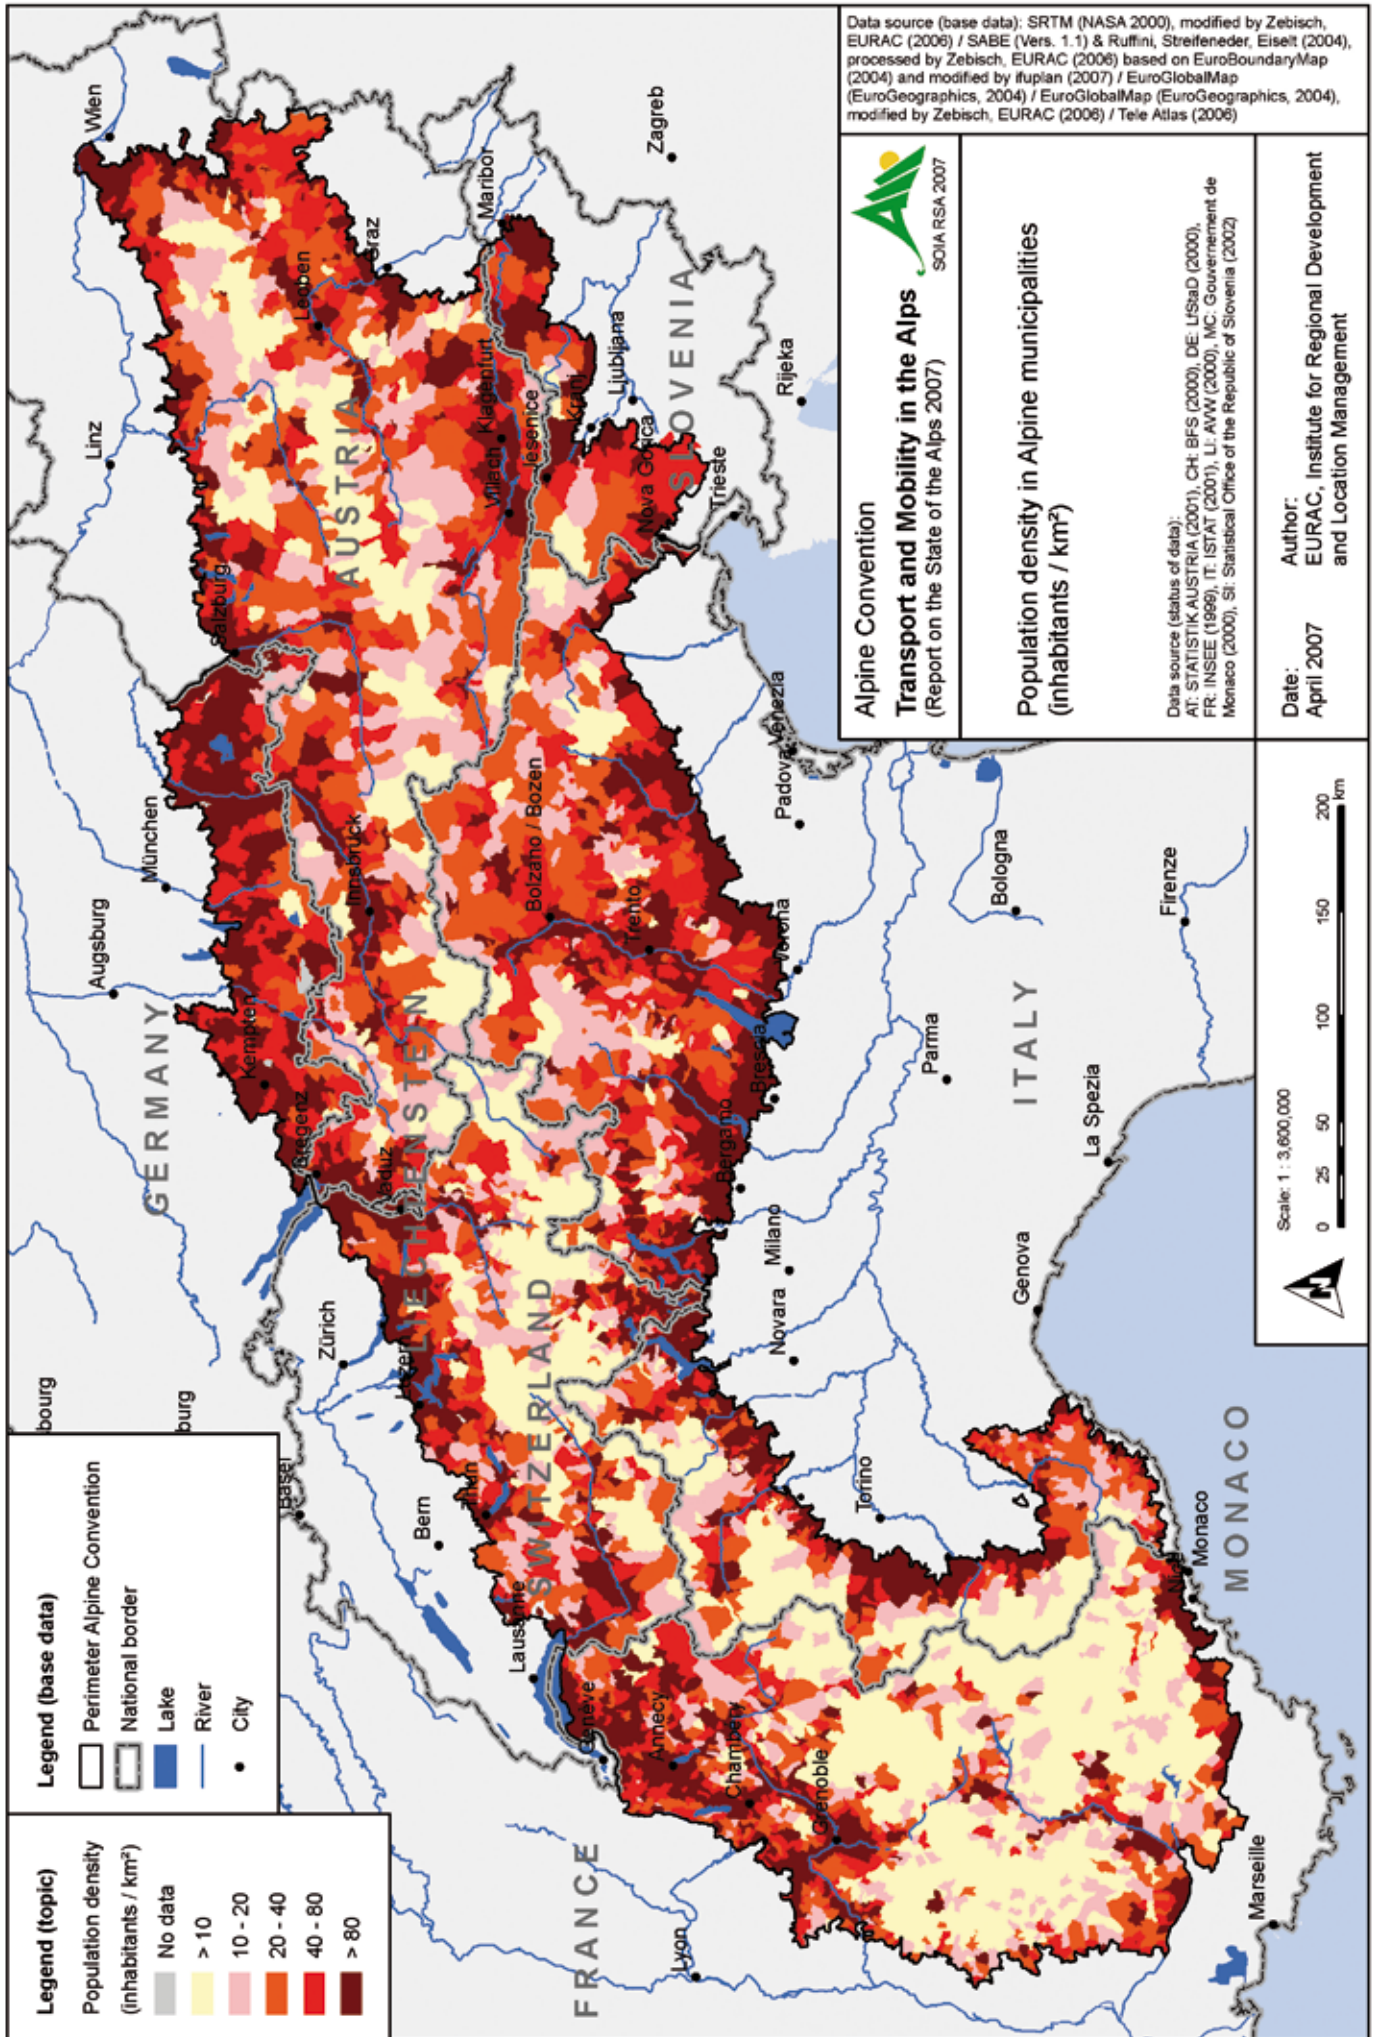 Legend (topic)
Population density
(inhabitants / km²)
No data
> 10
10 - 20
20 - 40
40 - 80
> 80
Legend (base data)
Perimeter Alpine Convention
National border
Lake
River
City
bourg
burg
Basel
Zürich
Bern
Thun
Lausanne
Genève
Annecy
Chambéry
Grenoble
Lyon
Marseille
Nice
Monaco
Torino
Novara
Milano
Genova
La Spezia
Parma
Bergamo
Brescia
Verona
Bologna
Firenze
Padova
Venezia
Trento
Bolzano / Bozen
Innsbruck
Vaduz
Bregenz
Kempten
Augsburg
München
Salzburg
Linz
Wien
Leoben
Graz
Maribor
Klagenfurt
Villach
Jesenice
Kranj
Ljubljana
Nova Gorica
Trieste
Rijeka
Zagreb
FRANCE
SWITZERLAND
LIECHTENSTEIN
GERMANY
AUSTRIA
SLOVENIA
ITALY
MONACO
Data source (base data): SRTM (NASA 2000), modified by Zebisch,
EURAC (2006) / SABE (Vers. 1.1) & Ruffini, Streifeneder, Eiselt (2004),
processed by Zebisch, EURAC (2006) based on EuroBoundaryMap
(2004) and modified by ifuplan (2007) / EuroGlobalMap
(EuroGeographics, 2004) / EuroGlobalMap (EuroGeographics, 2004),
modified by Zebisch, EURAC (2006) / Tele Atlas (2006)
Alpine Convention
Transport and Mobility in the Alps
(Report on the State of the Alps 2007)
SOIA RSA 2007
Population density in Alpine municipalities
(inhabitants / km²)
Data source (status of data):
AT: STATISTIK AUSTRIA (2001), CH: BFS (2000), DE: LfStaD (2000),
FR: INSEE (1999), IT: ISTAT (2001), LI: AVW (2000), MC: Gouvernement de
Monaco (2000), SI: Statistical Office of the Republic of Slovenia (2002)
Date:
April 2007
Author:
EURAC, Institute for Regional Development
and Location Management
Scale: 1 : 3,600,000
0 25 50 100 150 200
km
N